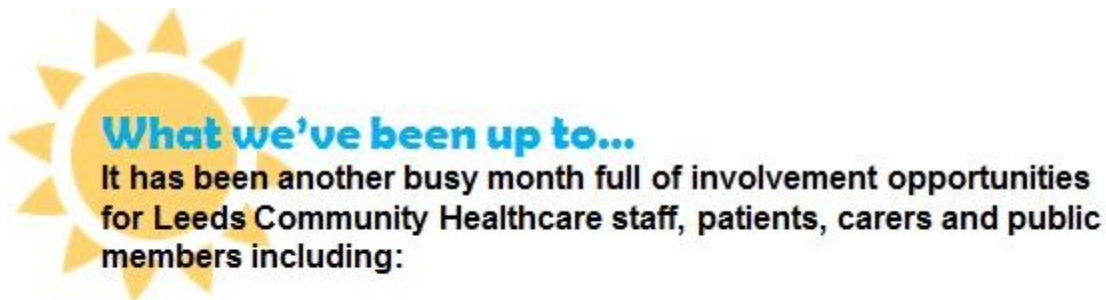 What we've been up to...
It has been another busy month full of involvement opportunities
for Leeds Community Healthcare staff, patients, carers and public
members including: